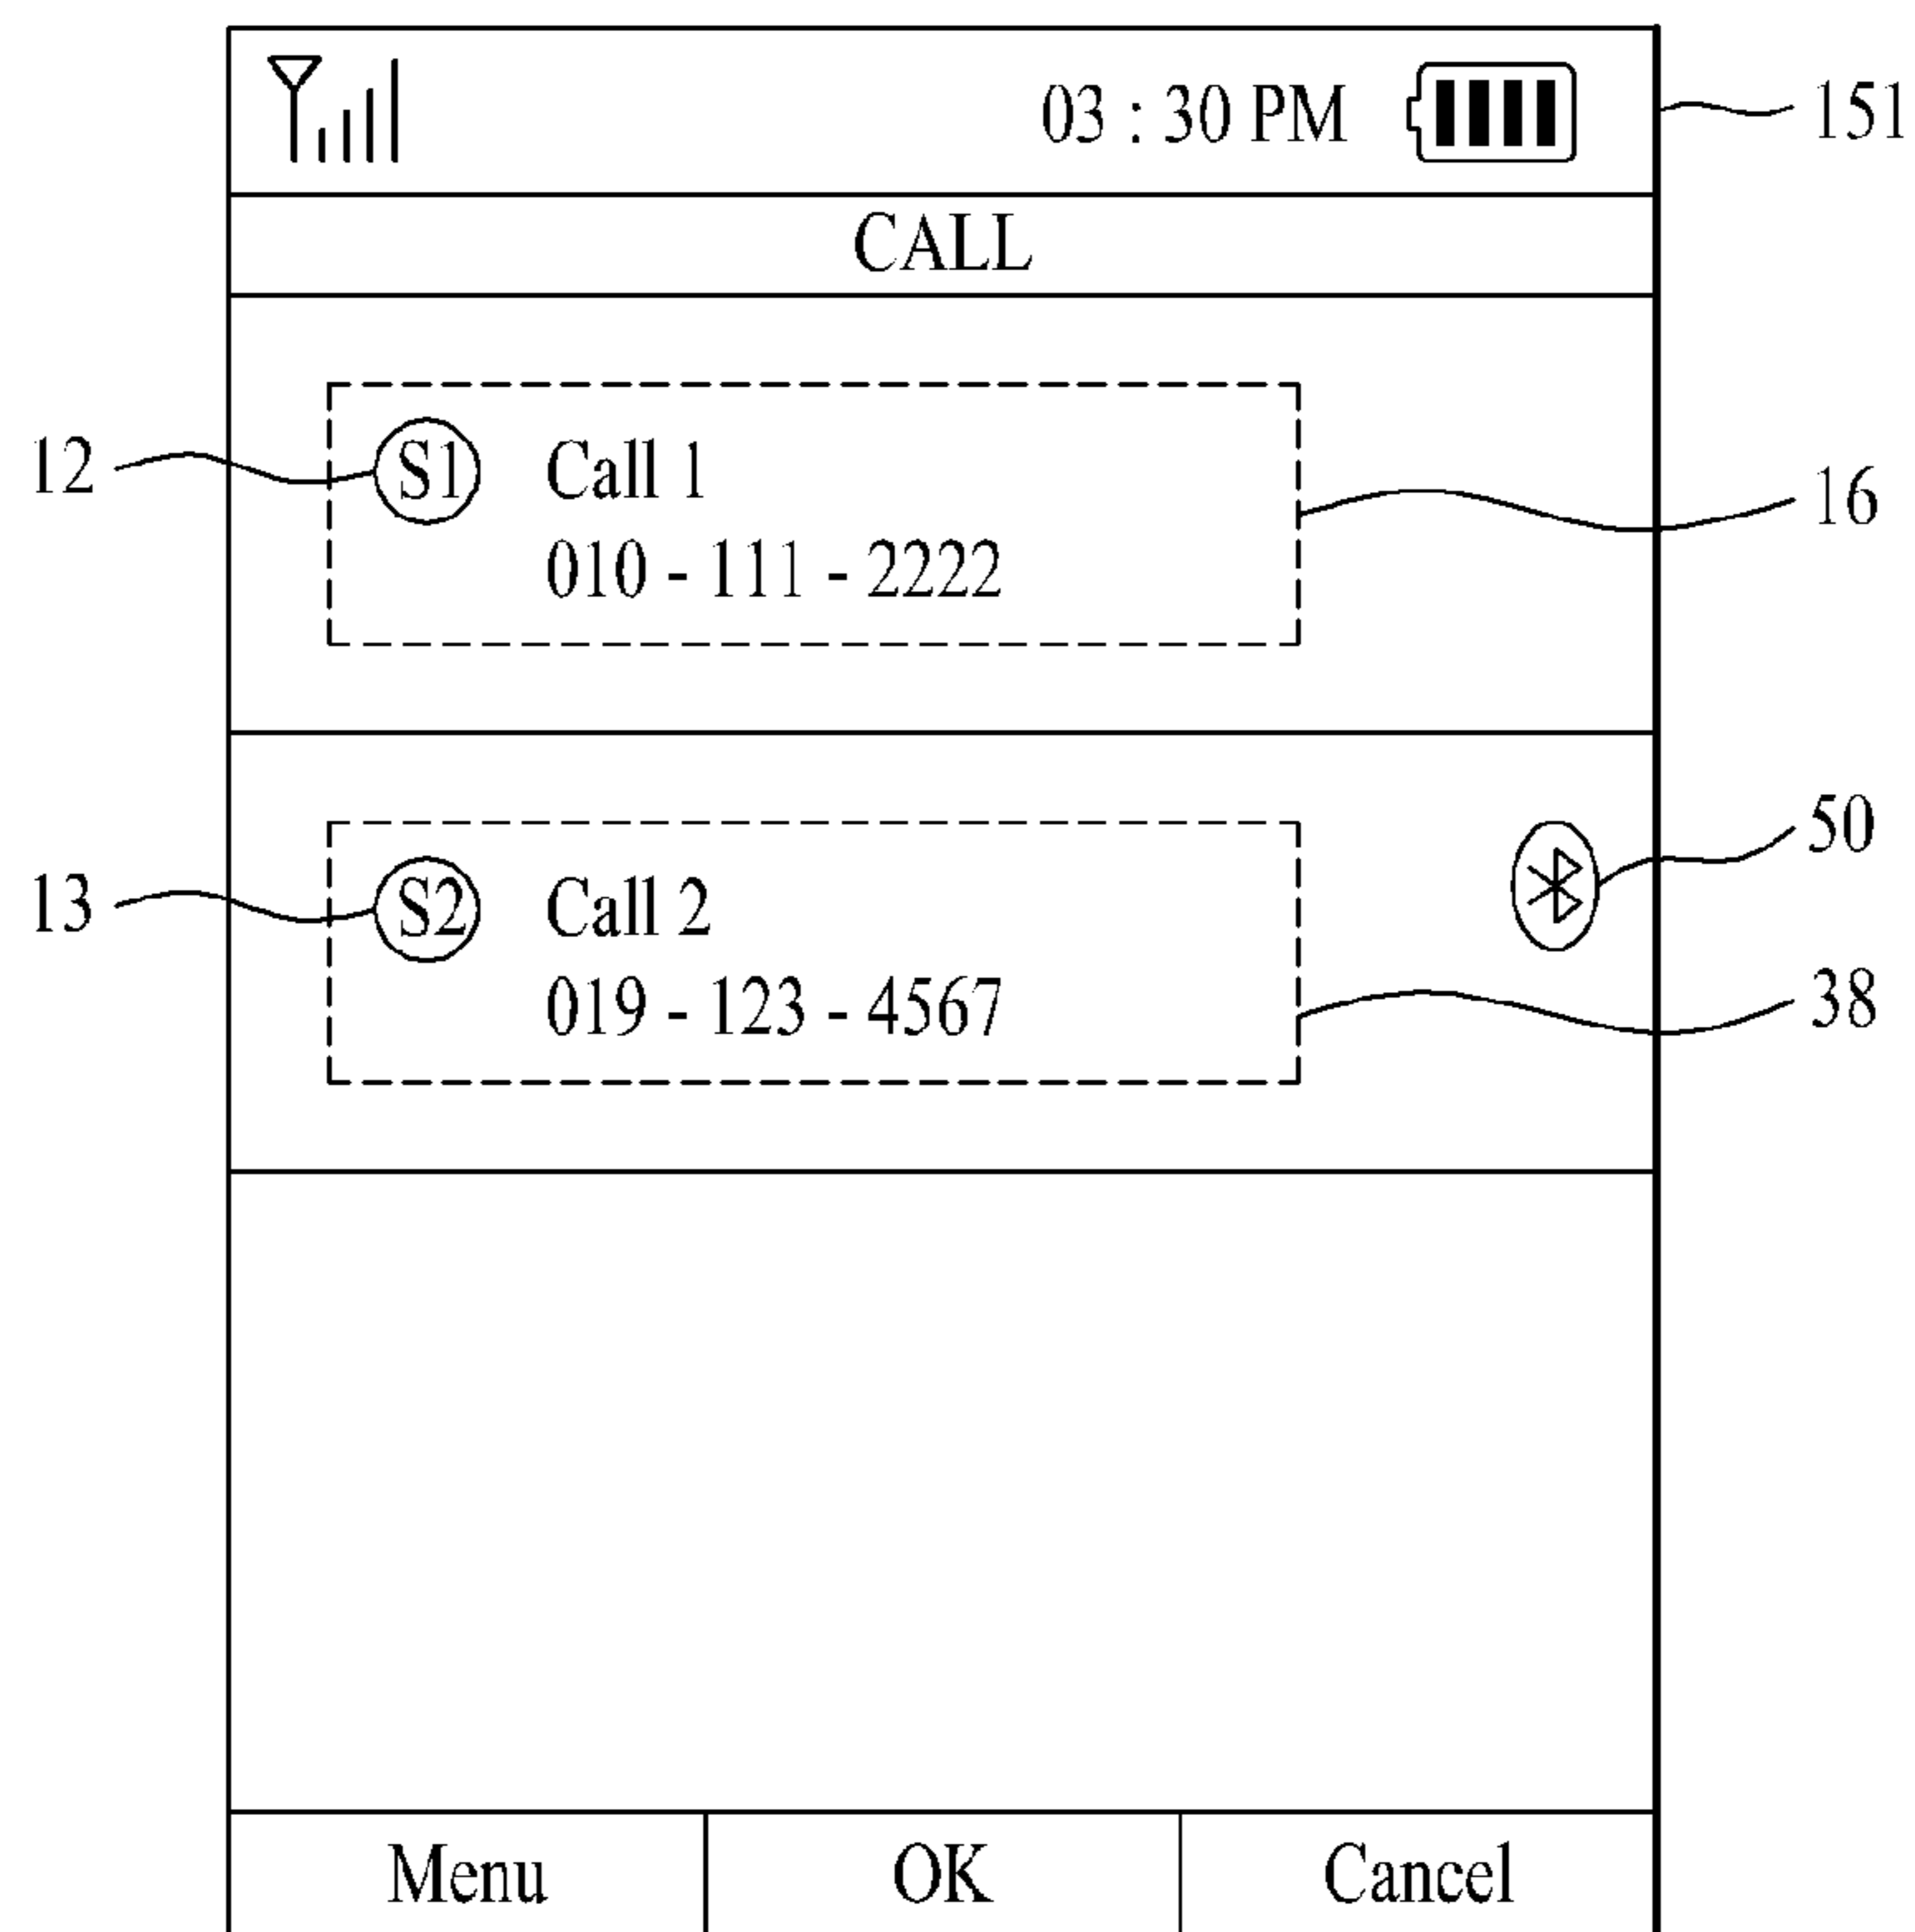 03 : 30 PM
151
CALL
12
S1
Call 1
16
010 - 111 - 2222
50
13
S2
Call 2
019 - 123 - 4567
38
Menu
OK
Cancel